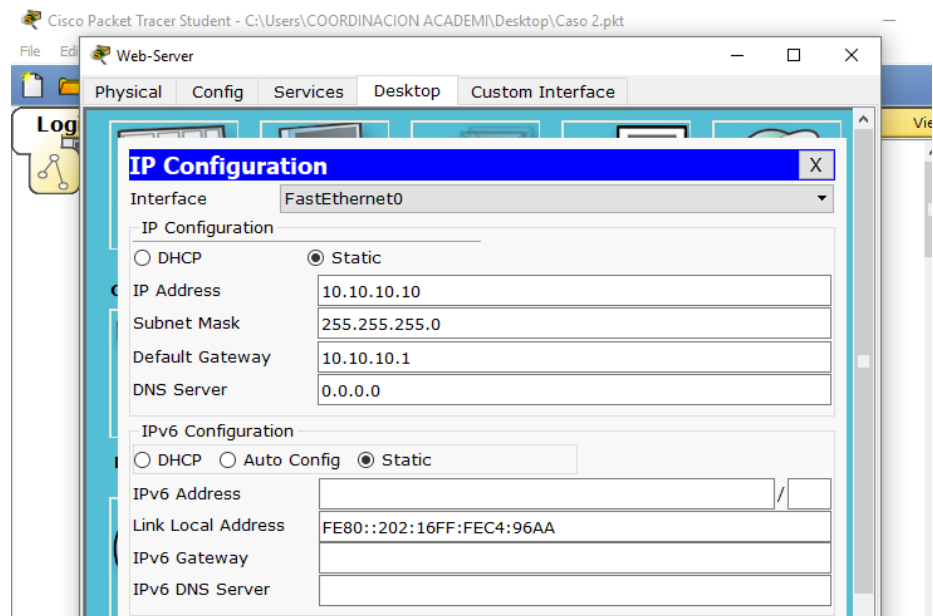 Cisco Packet Tracer Student - C:\Users\COORDINACION ACADEMI\Desktop\Caso 2.pkt
File Edi
Web-Server
Physical Config Services Desktop Custom Interface
Log
Vie
IP Configuration X
Interface FastEthernet0
IP Configuration
DHCP Static
IP Address 10.10.10.10
Subnet Mask 255.255.255.0
Default Gateway 10.10.10.1
DNS Server 0.0.0.0
IPv6 Configuration
DHCP Auto Config Static
IPv6 Address /
Link Local Address FE80::202:16FF:FEC4:96AA
IPv6 Gateway
IPv6 DNS Server